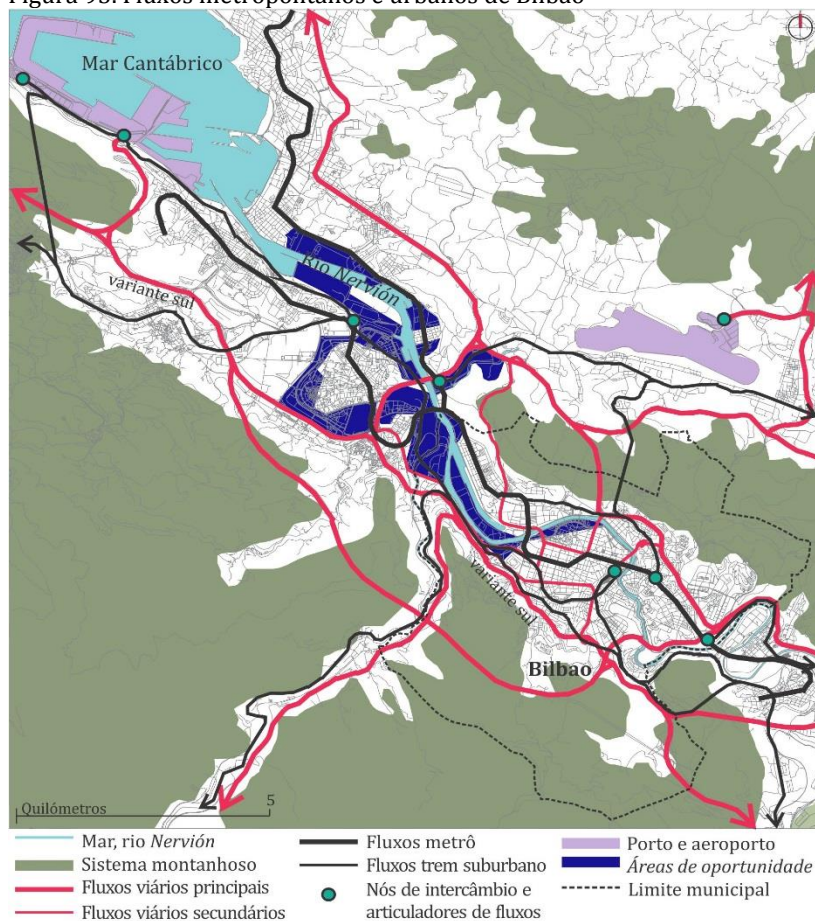 Figura 93: Fluxos metropolitanos e urbanos de Bilbao
Mar Cantábrico
Rio Nervión
variante sul
variante sul
Bilbao
Quilómetros 5
Mar, rio Nervión
Sistema montanhoso
Fluxos viários principais
Fluxos viários secundários
Fluxos metrô
Fluxos trem suburbano
Nós de intercâmbio e
articuladores de fluxos
Porto e aeroporto
Áreas de oportunidade
Limite municipal